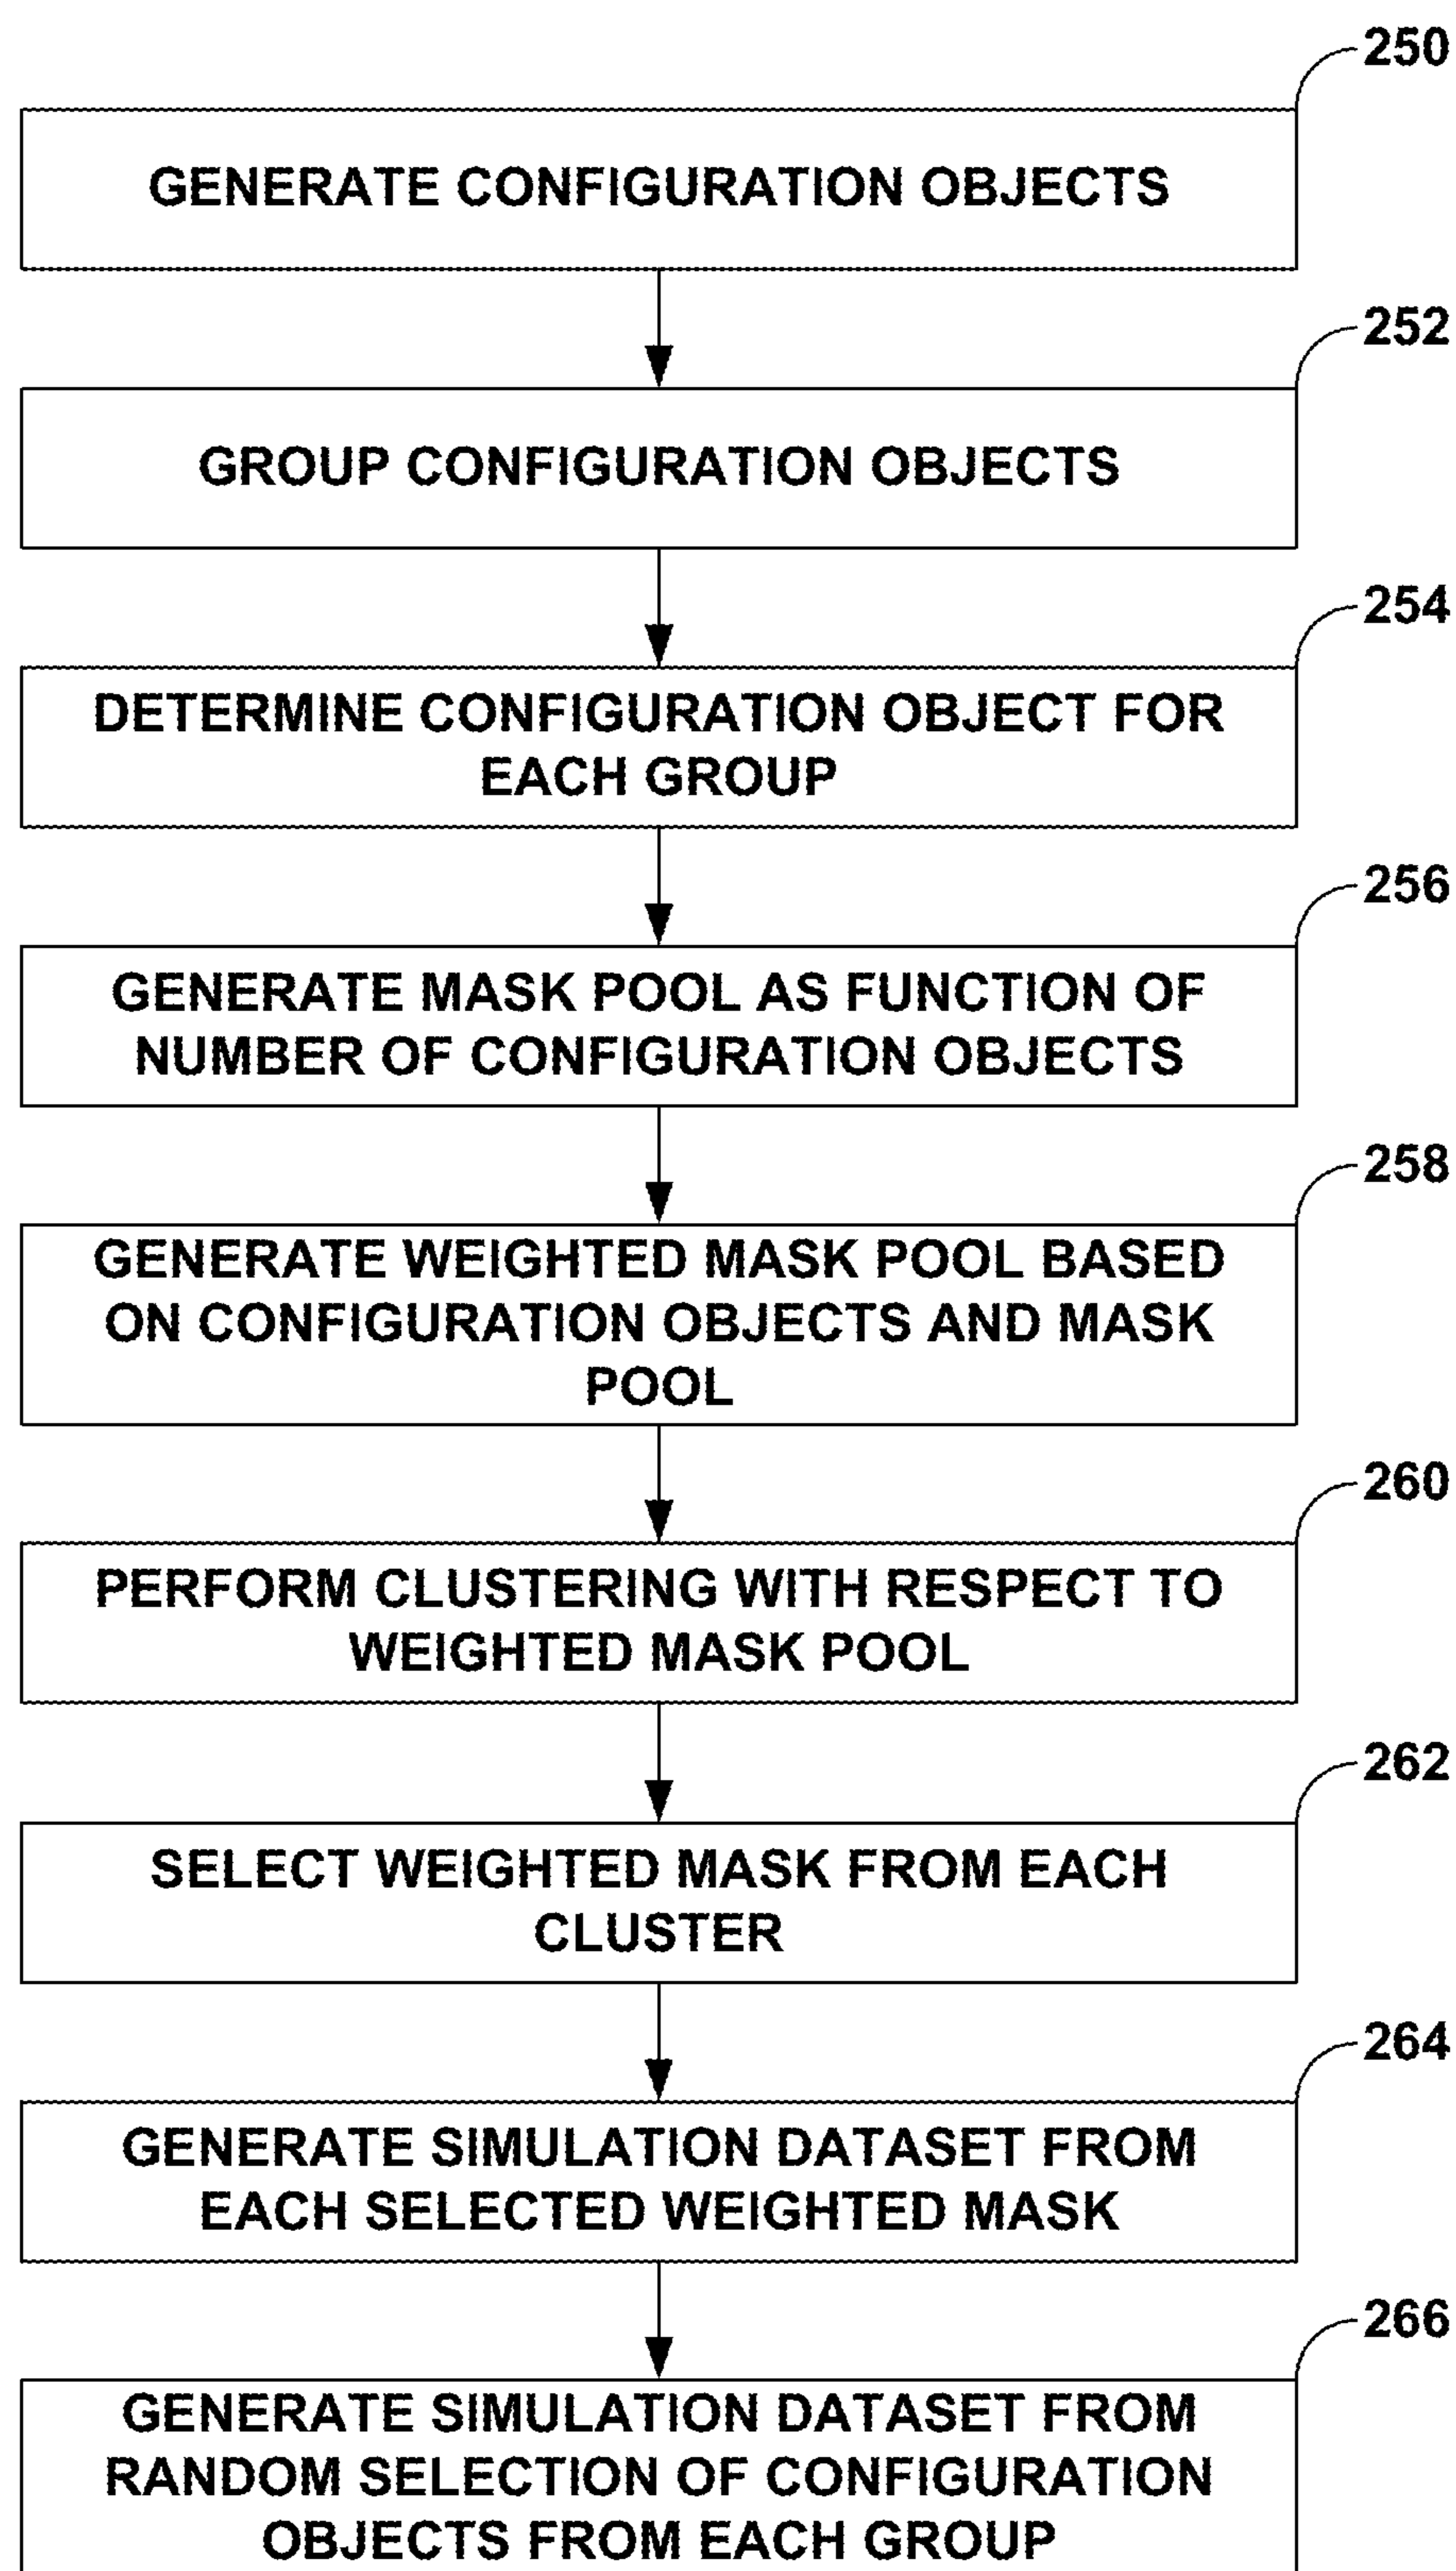 250
GENERATE CONFIGURATION OBJECTS
252
GROUP CONFIGURATION OBJECTS
254
DETERMINE CONFIGURATION OBJECT FOR
EACH GROUP
256
GENERATE MASK POOL AS FUNCTION OF
NUMBER OF CONFIGURATION OBJECTS
258
GENERATE WEIGHTED MASK POOL BASED
ON CONFIGURATION OBJECTS AND MASK
POOL
260
PERFORM CLUSTERING WITH RESPECT TO
WEIGHTED MASK POOL
262
SELECT WEIGHTED MASK FROM EACH
CLUSTER
264
GENERATE SIMULATION DATASET FROM
EACH SELECTED WEIGHTED MASK
266
GENERATE SIMULATION DATASET FROM
RANDOM SELECTION OF CONFIGURATION
OBJECTS FROM EACH GROUP